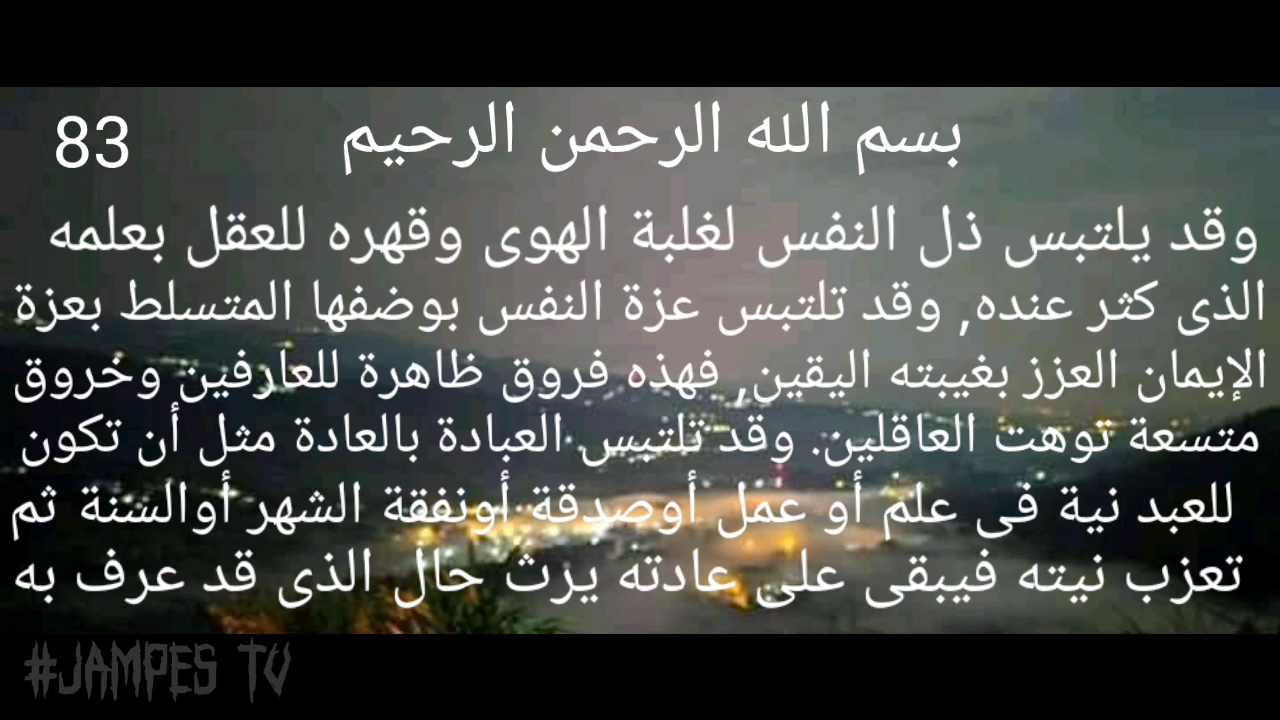 83
بسم الله الرحمن الرحيم
وقد يلتبس ذل النفس لغلبة الهوى وقهره للعقل بعلمه
الذى كثر عنده, وقد تلتبس عزة النفس بوضفها المتسلط بعزة
الإيمان العزز بغيبته اليقين, فهذه فروق ظاهرة للعارفين وخروق
متسعة توهت العاقلين. وقد تلتبس العبادة بالعادة مثل أن تكون
للعبد نية فى علم أو عمل أوصدقة أونفقة الشهر أوالسنة ثم
تعزب نيته فيبقى على عادته يرث حال الذى قد عرف به
#JAMPES TV